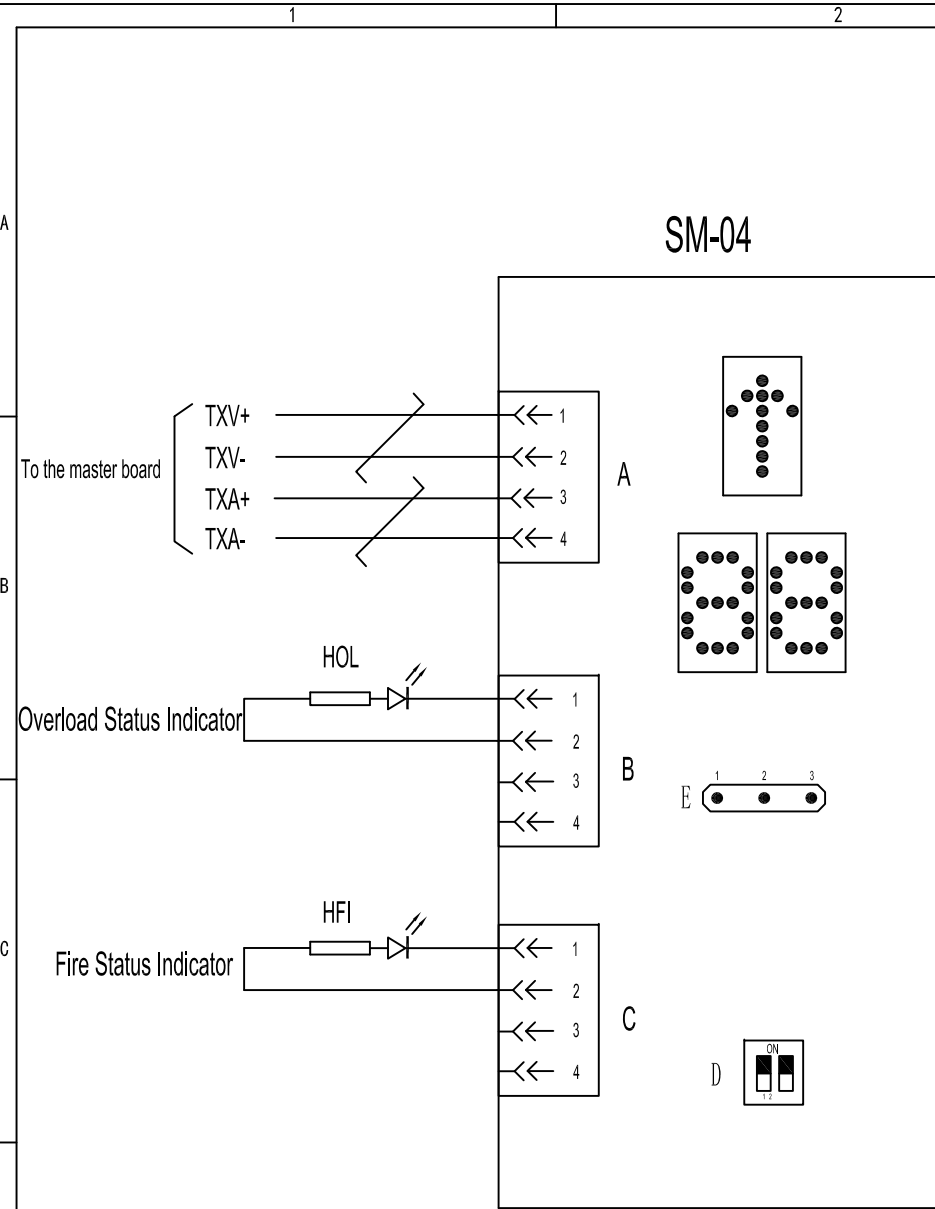 1 2
A
SM-04
TXV+
1
TXV-
2
To the master board
A
TXA+
3
TXA-
4
B
HOL
1
Overload Status Indicator
2
B
3
4
1 2 3
E
HFI
C
1
Fire Status Indicator
2
C
3
4
ON
D
1 2